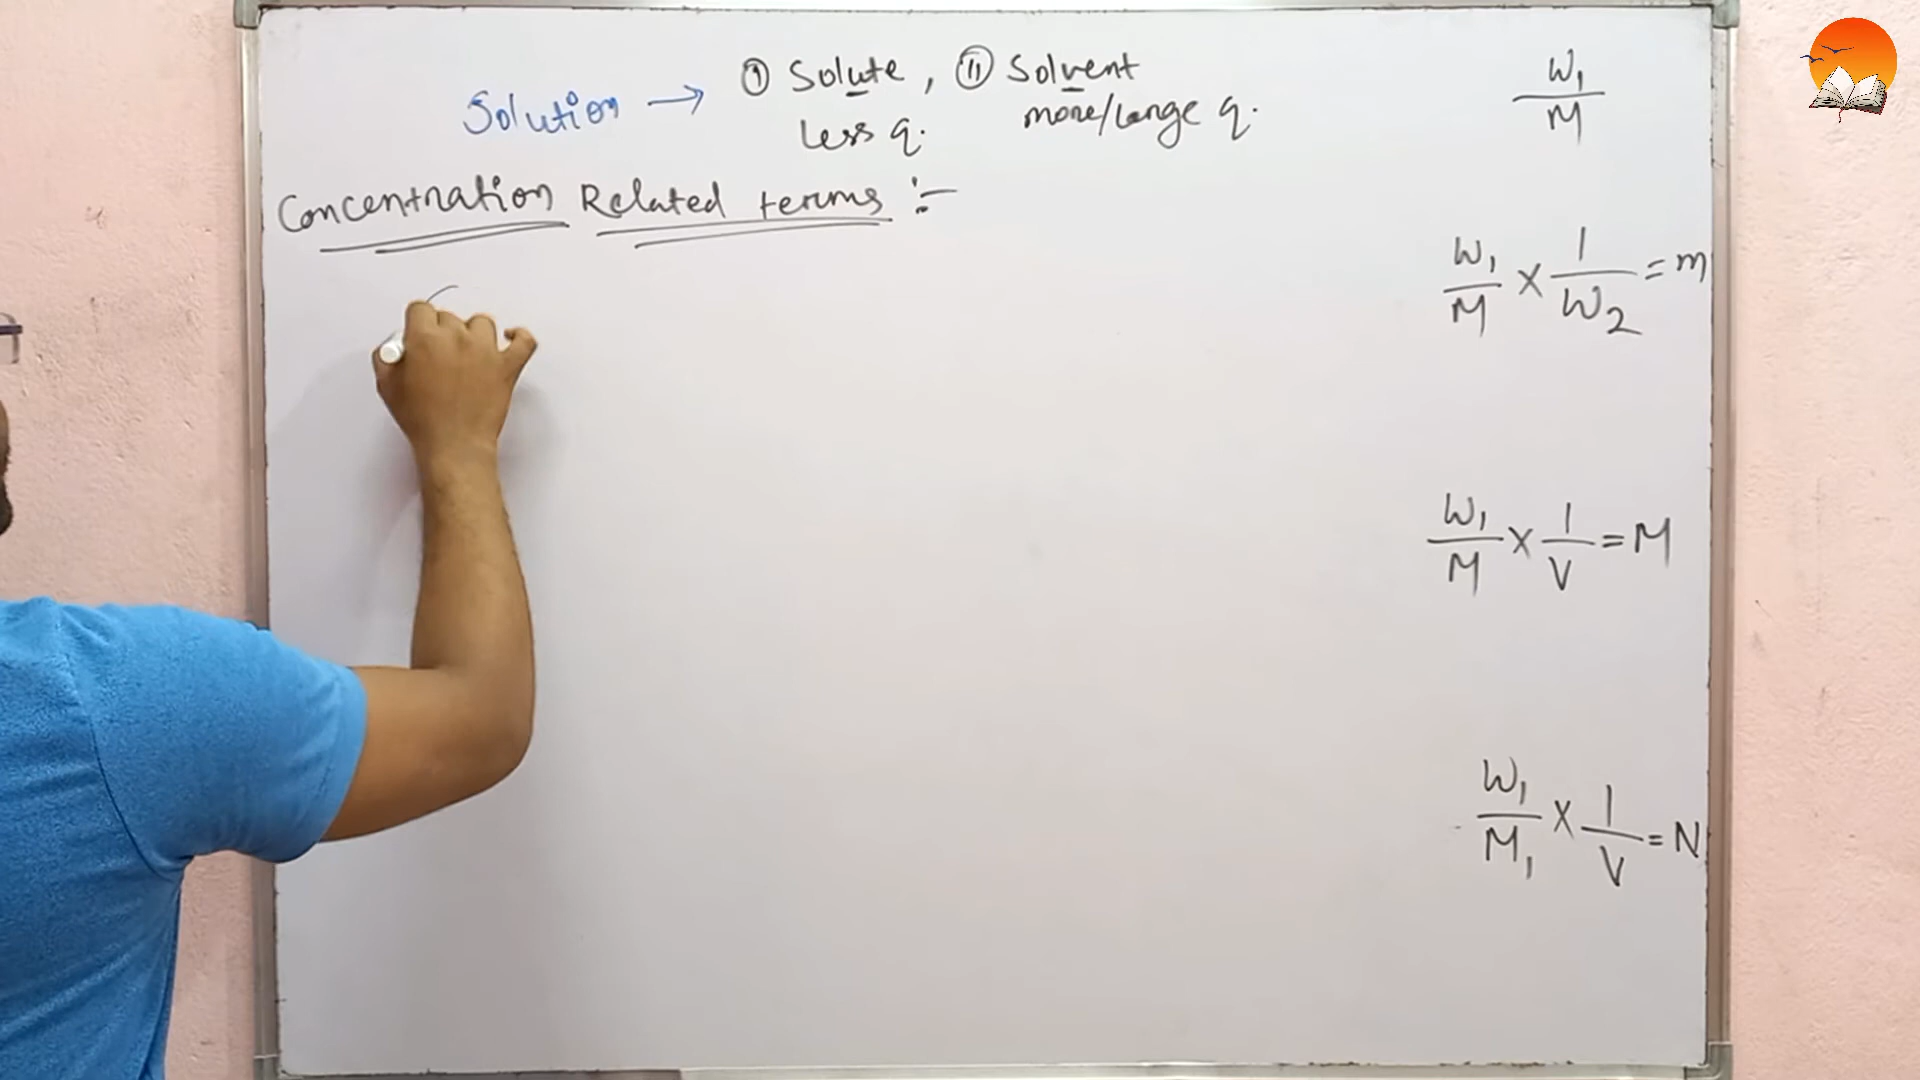 Solution → ① Solute , ⑪ Solvent
less q. more/large q.
Concentration Related terms :-
W₁/M
W₁/M × 1/W₂ = m
W₁/M × 1/V = M
W₁/M₁ × 1/V = N